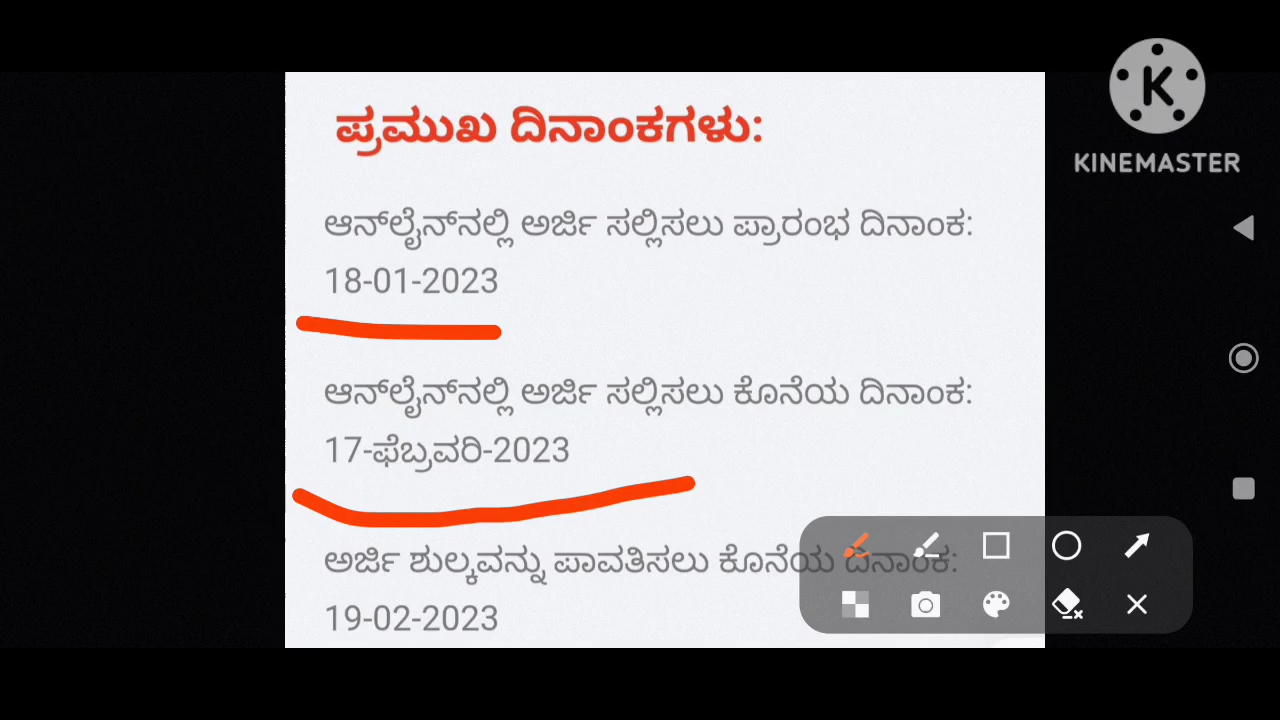 ಪ್ರಮುಖ ದಿನಾಂಕಗಳು:
KINEMASTER
ಆನ್‌ಲೈನ್‌ನಲ್ಲಿ ಅರ್ಜಿ ಸಲ್ಲಿಸಲು ಪ್ರಾರಂಭ ದಿನಾಂಕ:
18-01-2023
ಆನ್‌ಲೈನ್‌ನಲ್ಲಿ ಅರ್ಜಿ ಸಲ್ಲಿಸಲು ಕೊನೆಯ ದಿನಾಂಕ:
17-ಫೆಬ್ರವರಿ-2023
ಅರ್ಜಿ ಶುಲ್ಕವನ್ನು ಪಾವತಿಸಲು ಕೊನೆಯ ದಿನಾಂಕ:
19-02-2023